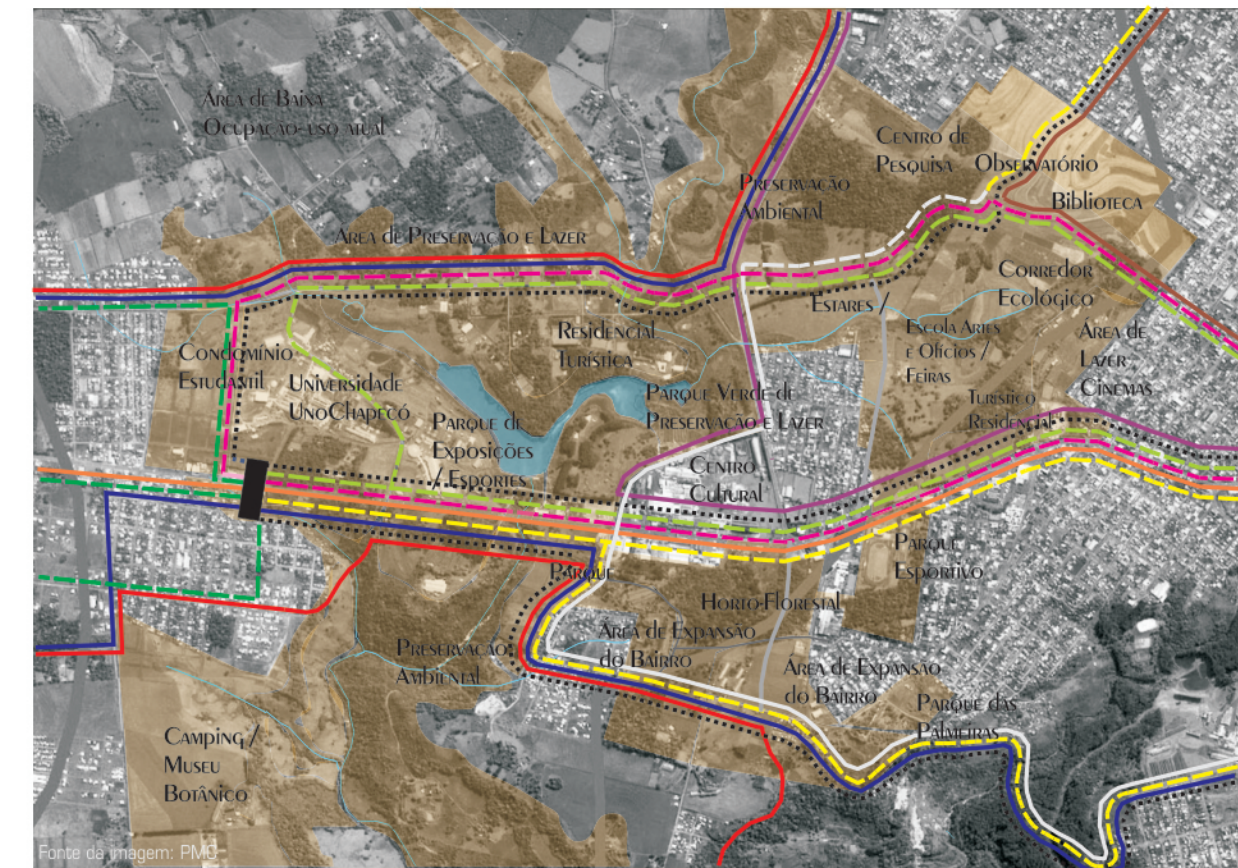 Área de Baixa
Ocupação-uso atual
Centro de
Pesquisa
Observatório
Biblioteca
Preservação
Ambiental
Área de Preservação e Lazer
Corredor
Ecológico
Estares /
Escola Artes
e Ofícios /
Feiras
Área de
Lazer
Cinemas
Residencial
Turística
Condomínio
Estudantil
Universidade
UnoChapecó
Parque de
Exposições
/ Esportes
Parque Verde de
Preservação e Lazer
Turístico
Residencial
Centro
Cultural
Parque
Esportivo
Parque
Horto Florestal
Área de Expansão
do Bairro
Preservação
Ambiental
Área de Expansão
do Bairro
Parque das
Palmeiras
Camping /
Museu
Botânico
Fonte da imagem: PMC